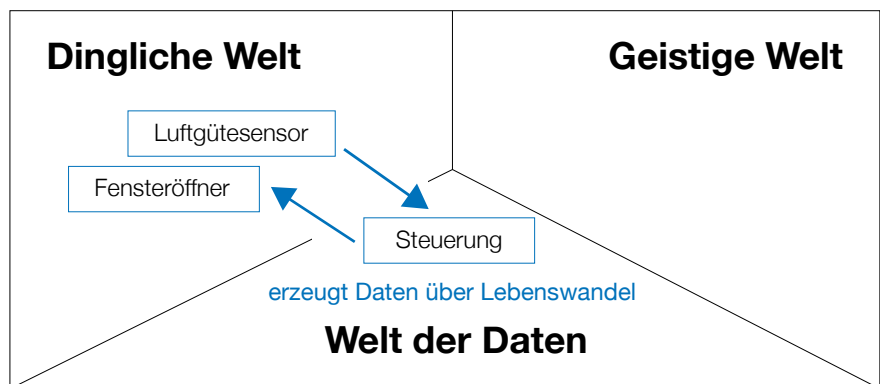 Dingliche Welt
Geistige Welt
Luftgütesensor
Fensteröffner
Steuerung
erzeugt Daten über Lebenswandel
Welt der Daten